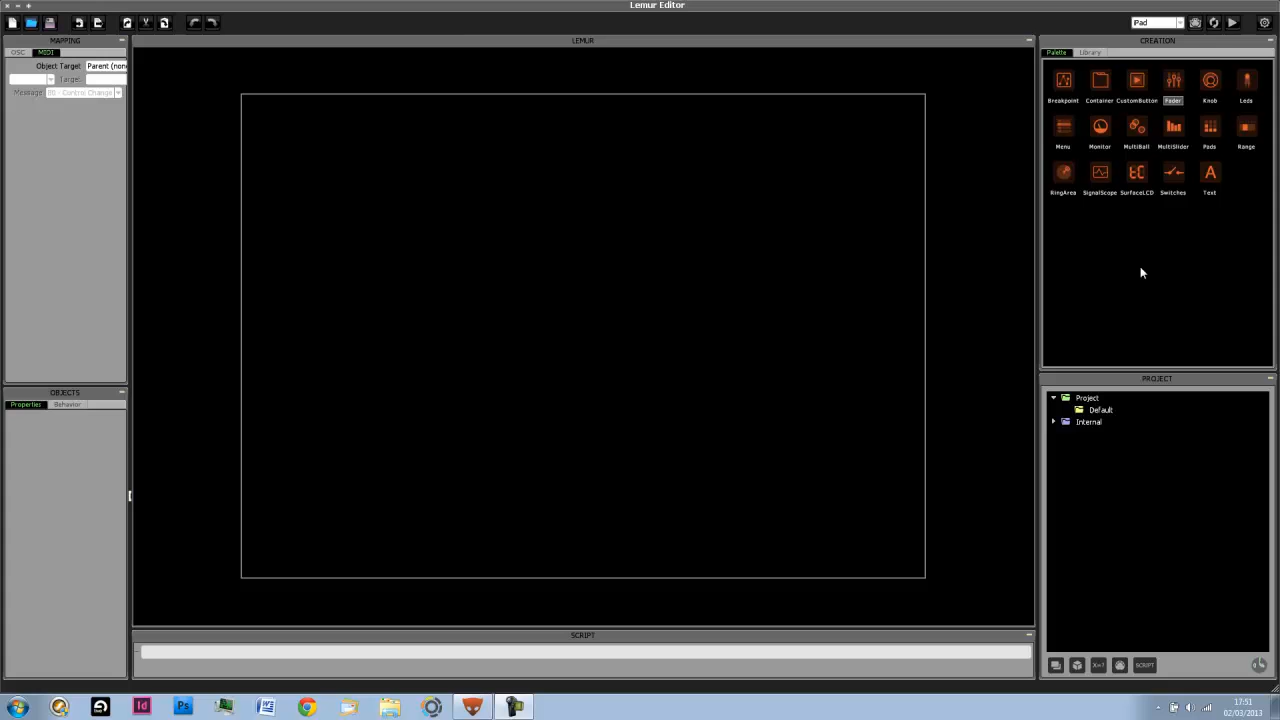 Lemur Editor
iPad
MAPPING
OSC MIDI
Object Target: Parent (none
Target:
Message
LEMUR
CREATION
Palette Library
Breakpoint Container CustomButton Fader Knob Leds
Menu Monitor MultiBall MultiSlider Pads Range
RingArea SignalScope SurfaceLCD Switches Text
OBJECTS
Properties Behavior
PROJECT
Project
Default
Internal
SCRIPT
SCRIPT
17:51
02/03/2013